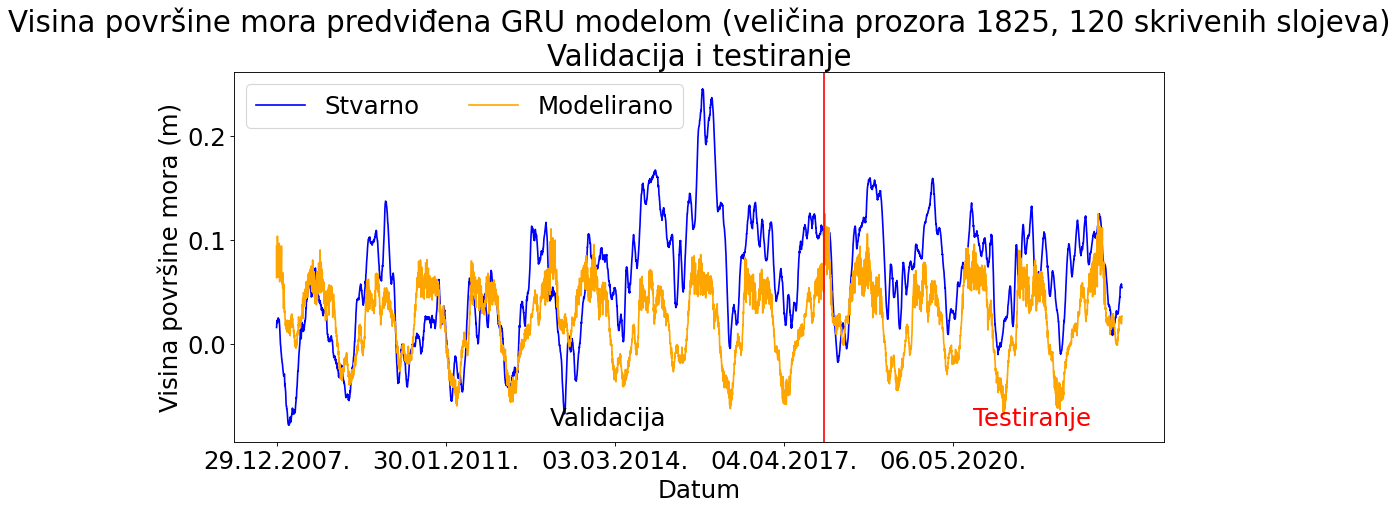 Visina površine mora predviđena GRU modelom (veličina prozora 1825, 120 skrivenih slojeva)
Validacija i testiranje
Stvarno
Modelirano
Visina površine mora (m)
0.2
0.1
0.0
Validacija
Testiranje
29.12.2007.
30.01.2011.
03.03.2014.
04.04.2017.
06.05.2020.
Datum